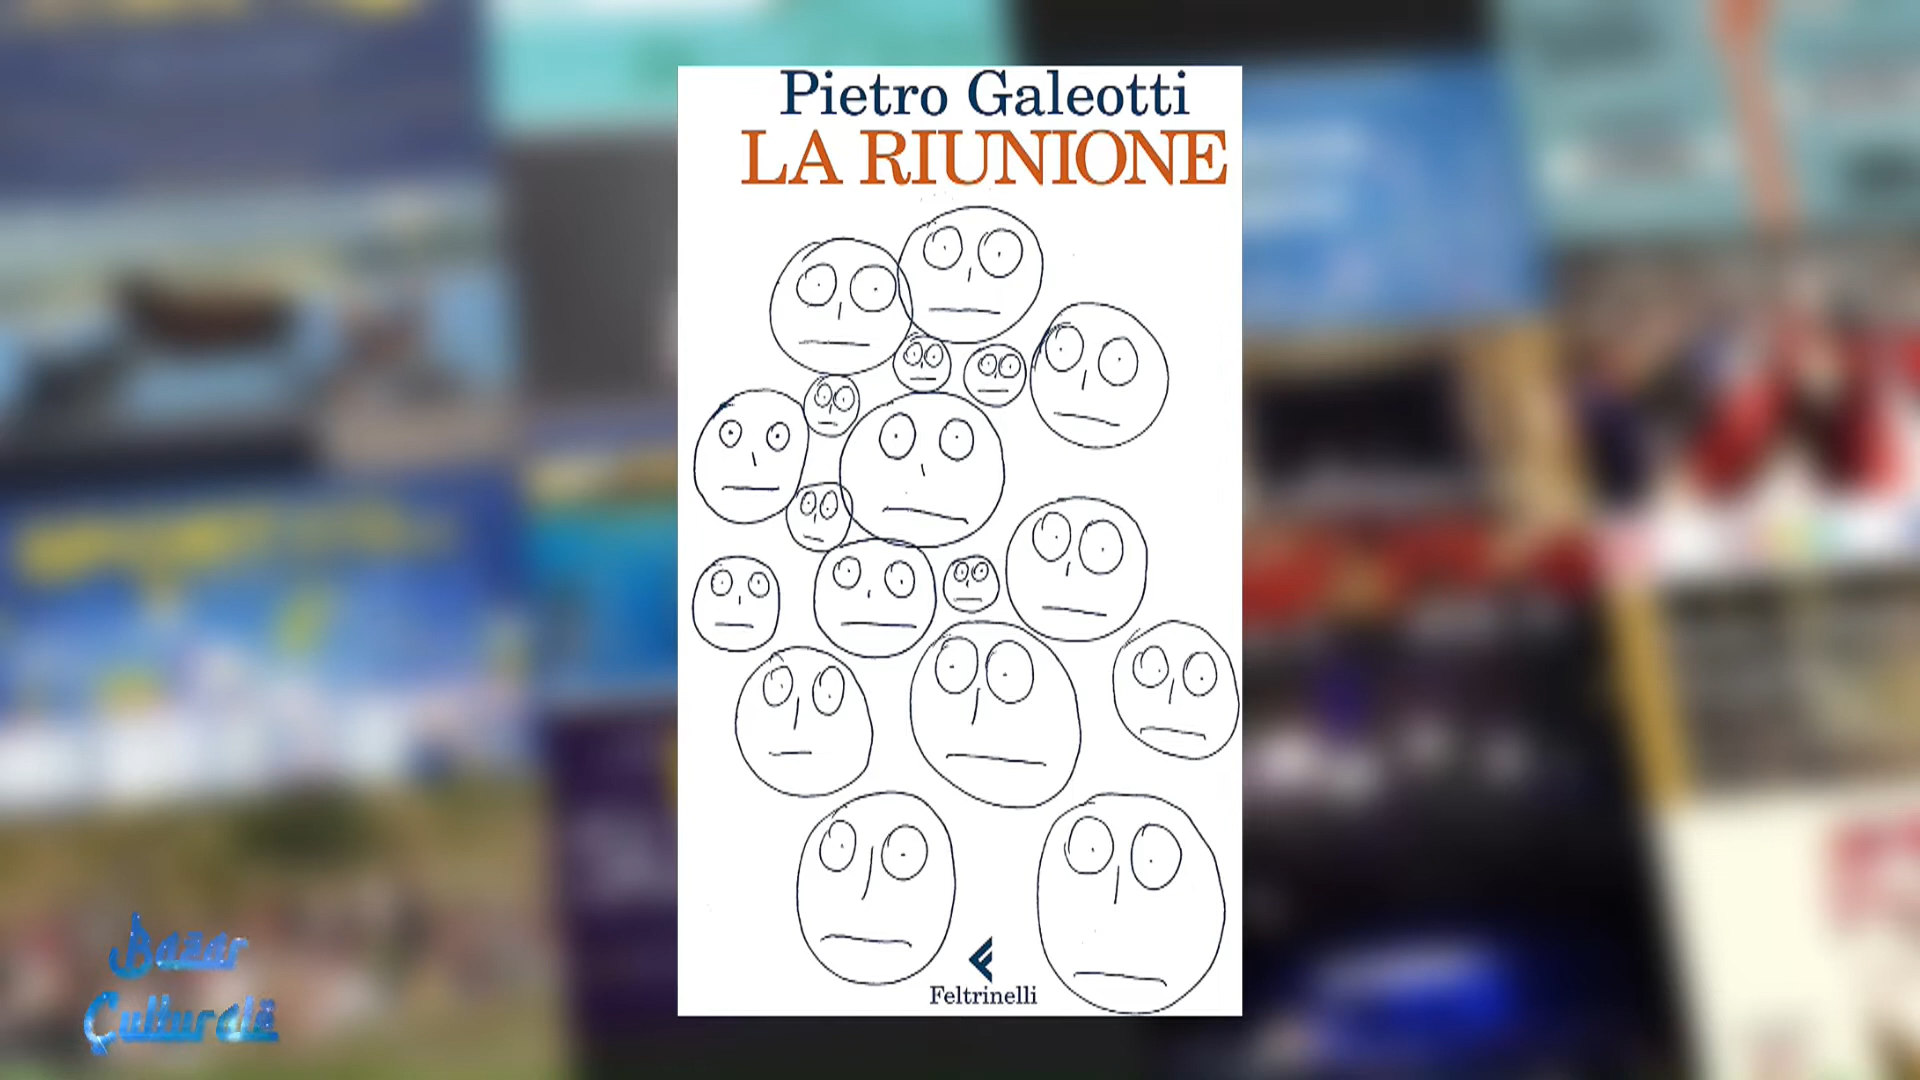 Pietro Galeotti
LA RIUNIONE
Feltrinelli
Bazar
Culturale